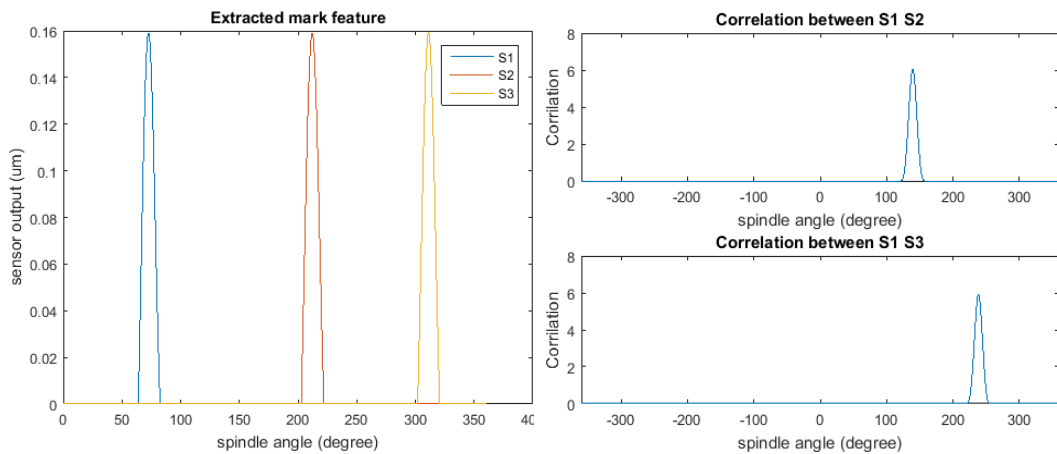 Extracted mark feature
0.16
0.14
0.12
0.1
0.08
0.06
0.04
0.02
0
sensor output (um)
S1
S2
S3
0 50 100 150 200 250 300 350 40
spindle angle (degree)
Correlation between S1 S2
8
6
4
2
0
Corrilation
-300 -200 -100 0 100 200 300
spindle angle (degree)
Correlation between S1 S3
8
6
4
2
0
Corrilation
-300 -200 -100 0 100 200 300
spindle angle (degree)